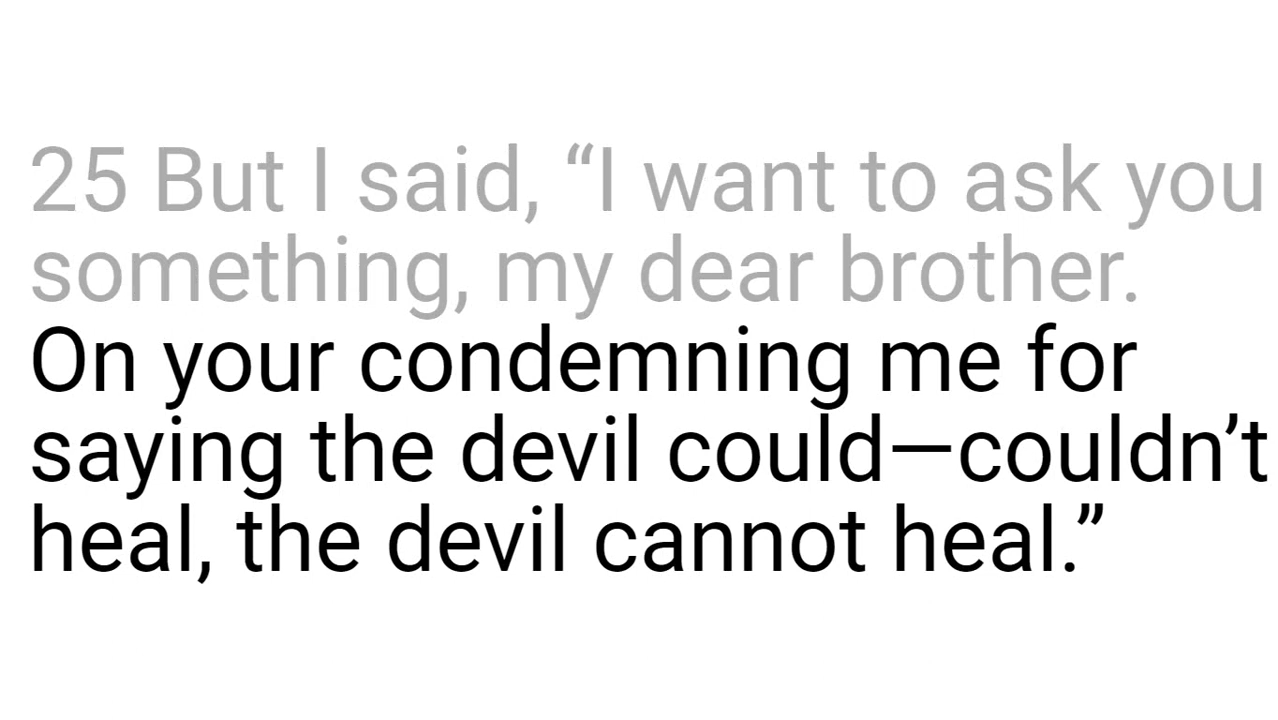 25 But I said, “I want to ask you
something, my dear brother.
On your condemning me for
saying the devil could—couldn’t
heal, the devil cannot heal.”